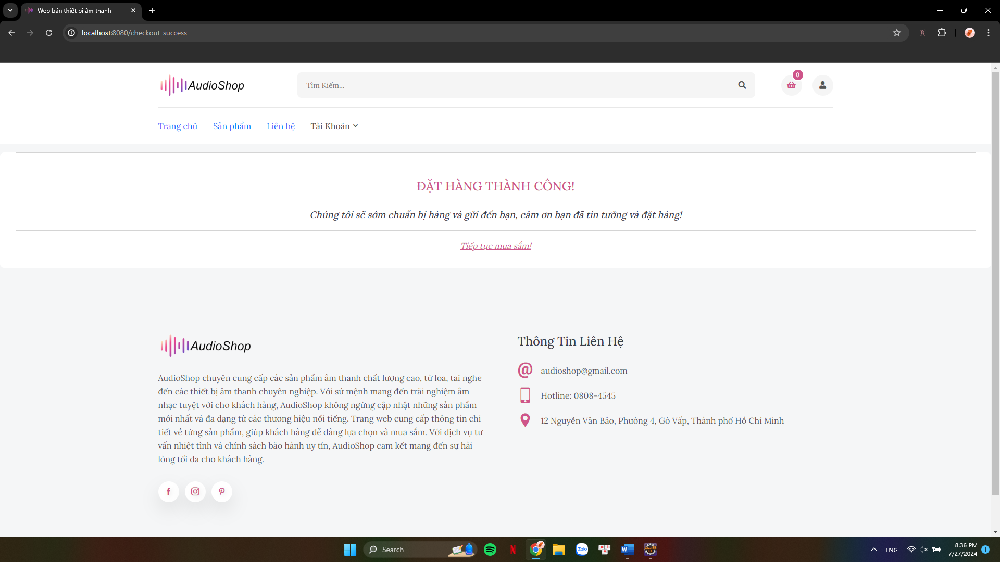 Web bán thiết bị âm thanh
localhost:8080/checkout_success
AudioShop
Tìm Kiếm...
0
Trang chủ
Sản phẩm
Liên hệ
Tài Khoản
ĐẶT HÀNG THÀNH CÔNG!
Chúng tôi sẽ sớm chuẩn bị hàng và gửi đến bạn, cảm ơn bạn đã tin tưởng và đặt hàng!
Tiếp tục mua sắm!
AudioShop
AudioShop chuyên cung cấp các sản phẩm âm thanh chất lượng cao, từ loa, tai nghe
đến các thiết bị âm thanh chuyên nghiệp. Với sứ mệnh mang đến trải nghiệm âm
nhạc tuyệt vời cho khách hàng, AudioShop không ngừng cập nhật những sản phẩm
mới nhất và đa dạng từ các thương hiệu nổi tiếng. Trang web cung cấp thông tin chi
tiết về từng sản phẩm, giúp khách hàng dễ dàng lựa chọn và mua sắm. Với dịch vụ tư
vấn nhiệt tình và chính sách bảo hành uy tín, AudioShop cam kết mang đến sự hài
lòng tối đa cho khách hàng.
Thông Tin Liên Hệ
audioshop@gmail.com
Hotline: 0808-4545
12 Nguyễn Văn Bảo, Phường 4, Gò Vấp, Thành phố Hồ Chí Minh
Search
Zalo
ENG
8:36 PM
7/27/2024
1